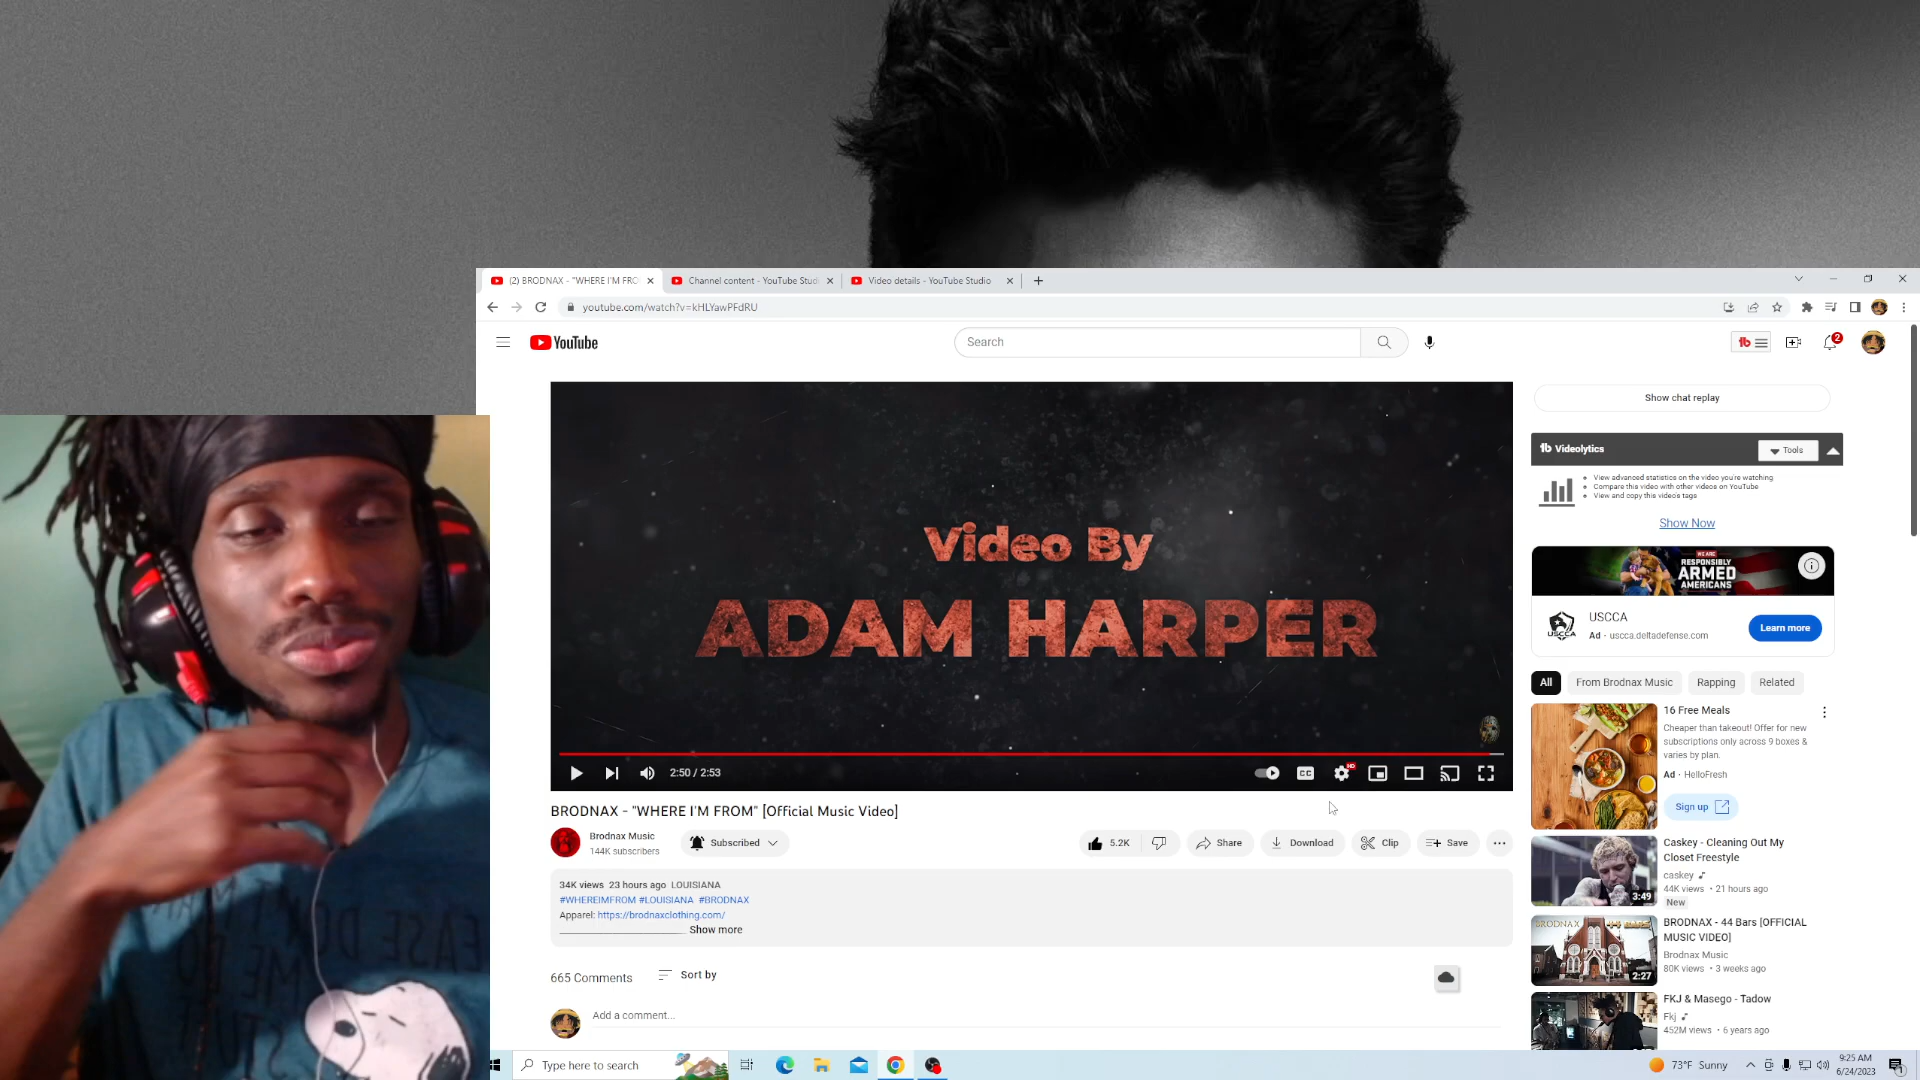 (2) BRODNAX - "WHERE I'M FRO
Channel content - YouTube Stud
Video details - YouTube Studio
youtube.com/watch?v=kHLYawPFdRU
YouTube
Search
2
Video By
ADAM HARPER
2:50 / 2:53
CC
HD
BRODNAX - "WHERE I'M FROM" [Official Music Video]
Brodnax Music
144K subscribers
Subscribed
5.2K
Share
Download
Clip
Save
34K views 23 hours ago LOUISIANA
#WHEREIMFROM #LOUISIANA #BRODNAX
Apparel: https://brodnaxclothing.com/
Show more
665 Comments
Sort by
Add a comment...
Show chat replay
Videolytics
Tools
View advanced statistics on the video you're watching
Compare this video with other videos on YouTube
View and copy this video's tags
Show Now
WE ARE
RESPONSIBLY
ARMED
AMERICANS
USCCA
USCCA
Ad · uscca.deltadefense.com
Learn more
All
From Brodnax Music
Rapping
Related
16 Free Meals
Cheaper than takeout! Offer for new
subscriptions only across 9 boxes &
varies by plan.
Ad · HelloFresh
Sign up
3:49
Caskey - Cleaning Out My
Closet Freestyle
caskey
44K views · 21 hours ago
New
BRODNAX
2:27
BRODNAX - 44 Bars [OFFICIAL
MUSIC VIDEO]
Brodnax Music
80K views · 3 weeks ago
FKJ & Masego - Tadow
Fkj
452M views · 6 years ago
Type here to search
73°F Sunny
9:25 AM
6/24/2023